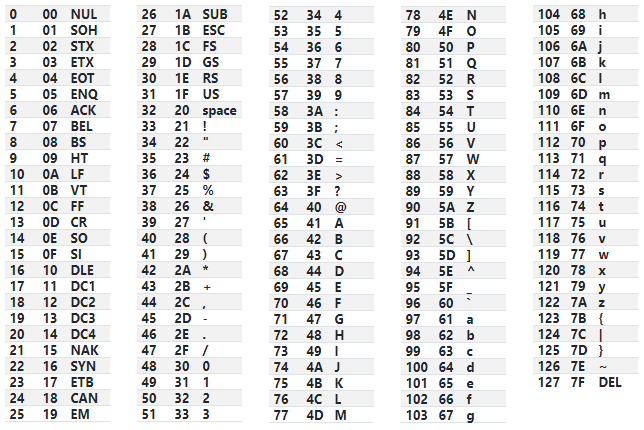 0 00 NUL
1 01 SOH
2 02 STX
3 03 ETX
4 04 EOT
5 05 ENQ
6 06 ACK
7 07 BEL
8 08 BS
9 09 HT
10 0A LF
11 0B VT
12 0C FF
13 0D CR
14 0E SO
15 0F SI
16 10 DLE
17 11 DC1
18 12 DC2
19 13 DC3
20 14 DC4
21 15 NAK
22 16 SYN
23 17 ETB
24 18 CAN
25 19 EM
26 1A SUB
27 1B ESC
28 1C FS
29 1D GS
30 1E RS
31 1F US
32 20 space
33 21 !
34 22 "
35 23 #
36 24 $
37 25 %
38 26 &
39 27 '
40 28 (
41 29 )
42 2A *
43 2B +
44 2C ,
45 2D -
46 2E .
47 2F /
48 30 0
49 31 1
50 32 2
51 33 3
52 34 4
53 35 5
54 36 6
55 37 7
56 38 8
57 39 9
58 3A :
59 3B ;
60 3C <
61 3D =
62 3E >
63 3F ?
64 40 @
65 41 A
66 42 B
67 43 C
68 44 D
69 45 E
70 46 F
71 47 G
72 48 H
73 49 I
74 4A J
75 4B K
76 4C L
77 4D M
78 4E N
79 4F O
80 50 P
81 51 Q
82 52 R
83 53 S
84 54 T
85 55 U
86 56 V
87 57 W
88 58 X
89 59 Y
90 5A Z
91 5B [
92 5C \
93 5D ]
94 5E ^
95 5F _
96 60 `
97 61 a
98 62 b
99 63 c
100 64 d
101 65 e
102 66 f
103 67 g
104 68 h
105 69 i
106 6A j
107 6B k
108 6C l
109 6D m
110 6E n
111 6F o
112 70 p
113 71 q
114 72 r
115 73 s
116 74 t
117 75 u
118 76 v
119 77 w
120 78 x
121 79 y
122 7A z
123 7B {
124 7C |
125 7D }
126 7E ~
127 7F DEL